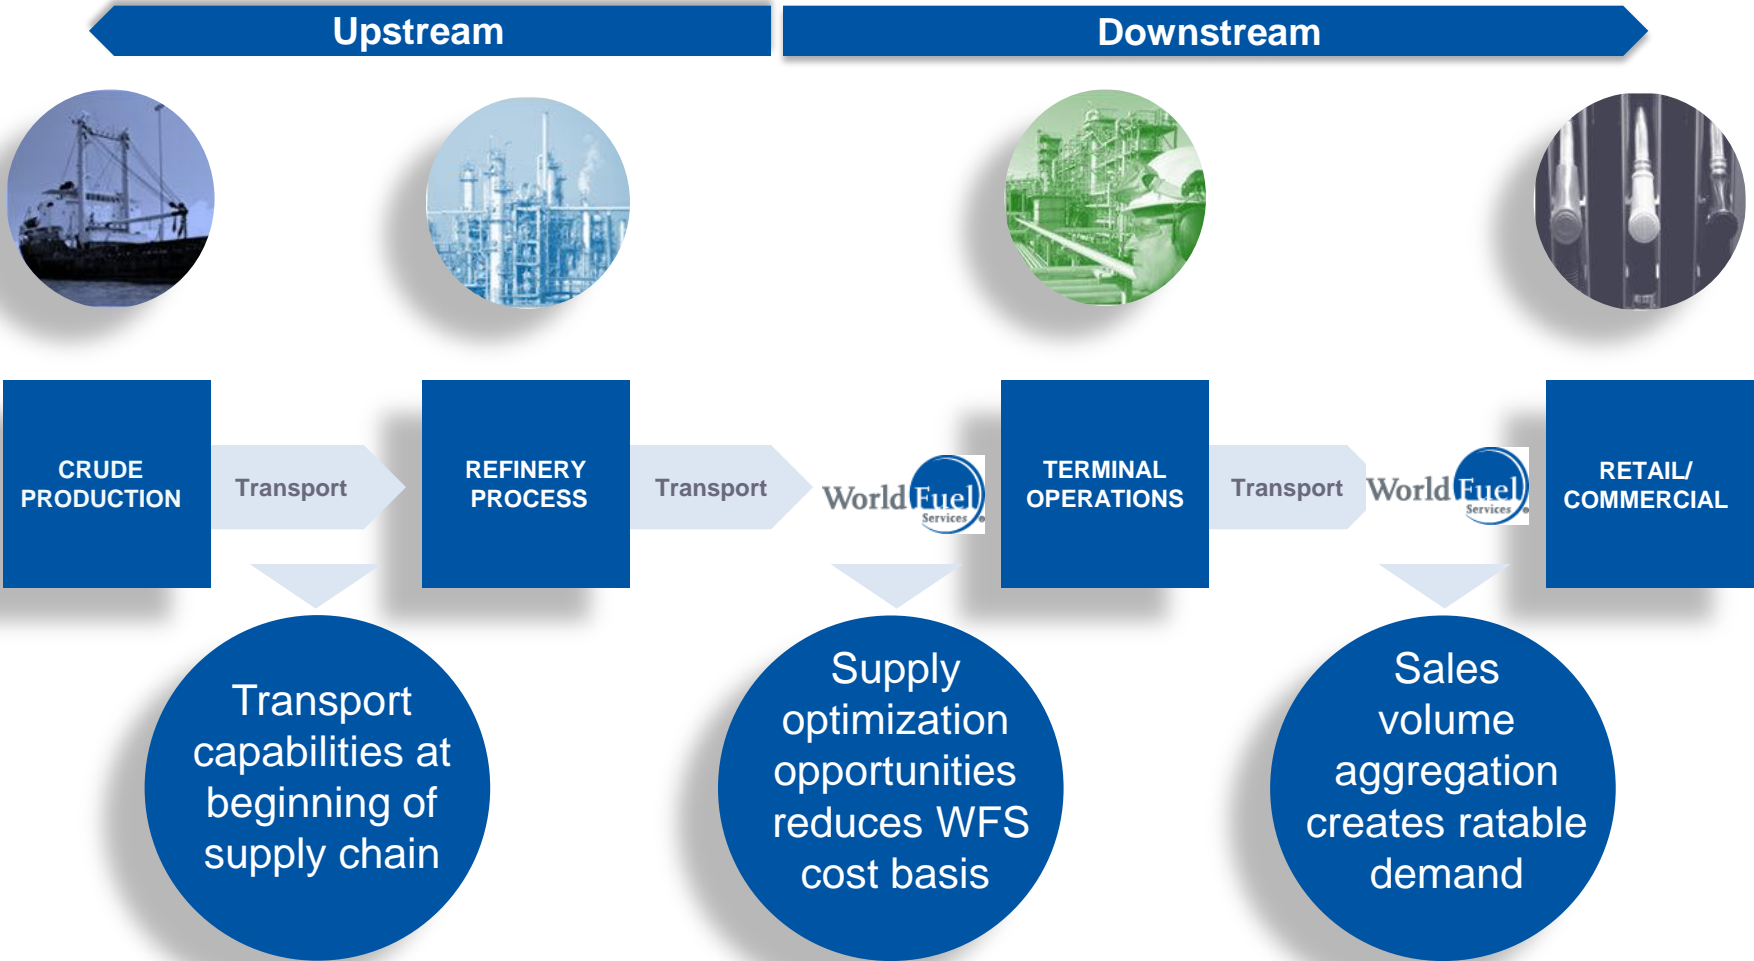 Upstream
Downstream
CRUDE
PRODUCTION
Transport
REFINERY
PROCESS
Transport
World Fuel
Services
TERMINAL
OPERATIONS
Transport
World Fuel
Services
RETAIL/
COMMERCIAL
Transport
capabilities at
beginning of
supply chain
Supply
optimization
opportunities
reduces WFS
cost basis
Sales
volume
aggregation
creates ratable
demand